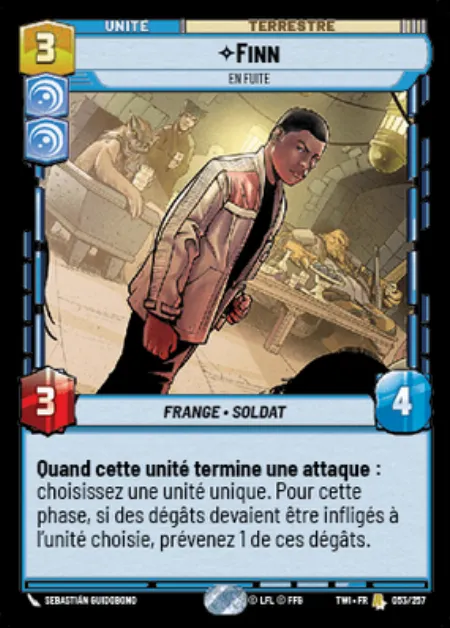 UNITÉ TERRESTRE
3
✧FINN
EN FUITE
3
FRANGE • SOLDAT
4
Quand cette unité termine une attaque :
choisissez une unité unique. Pour cette
phase, si des dégâts devaient être infligés à
l'unité choisie, prévenez 1 de ces dégâts.
SEBASTIÁN GUIDOBONO © LFL © FFG TWI • FR 053/257